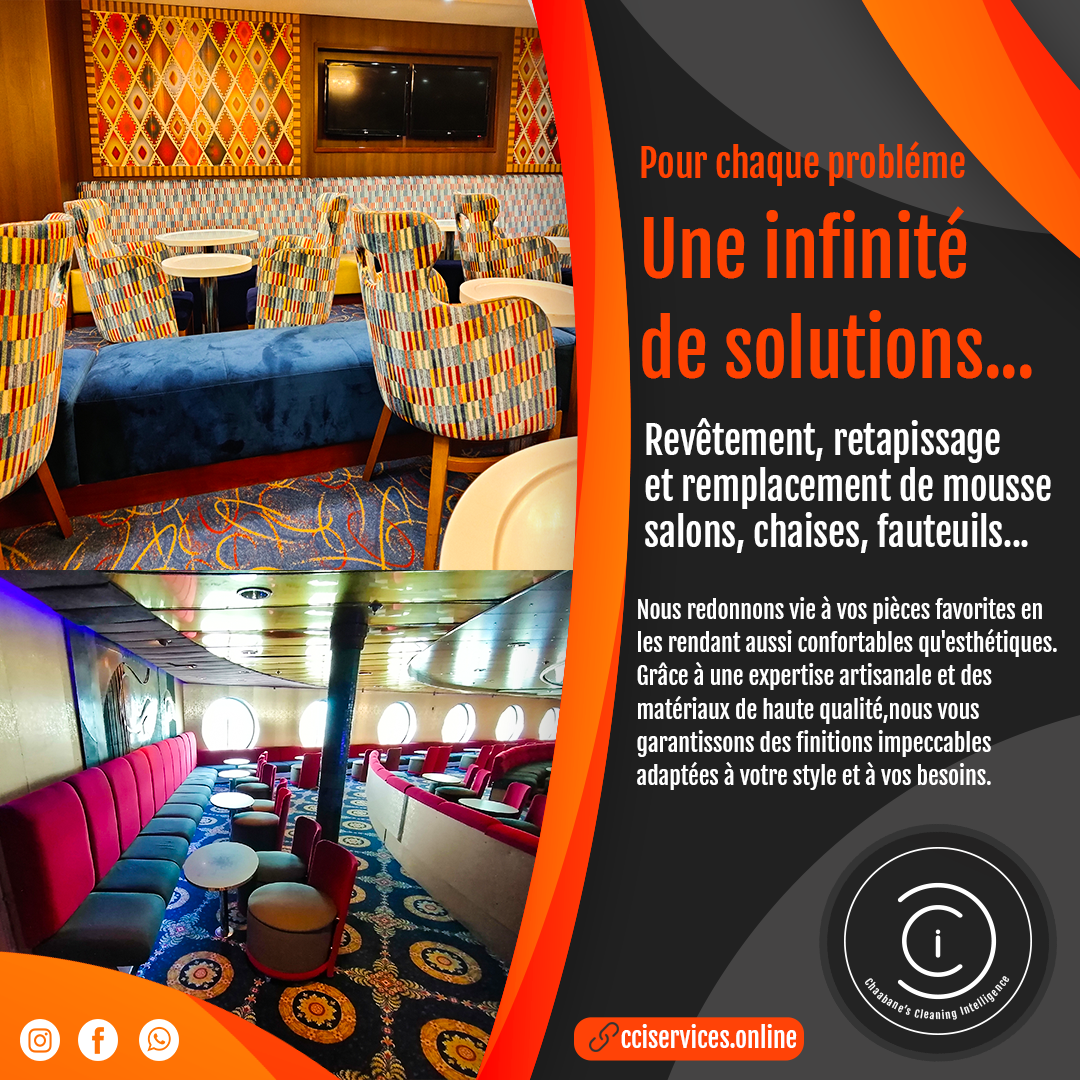 Pour chaque probléme
Une infinité
de solutions...
Revêtement, retapissage
et remplacement de mousse
salons, chaises, fauteuils...
Nous redonnons vie à vos pièces favorites en
les rendant aussi confortables qu'esthétiques.
Grâce à une expertise artisanale et des
matériaux de haute qualité,nous vous
garantissons des finitions impeccables
adaptées à votre style et à vos besoins.
i
Chaabane's Cleaning Intelligence
cciservices.online